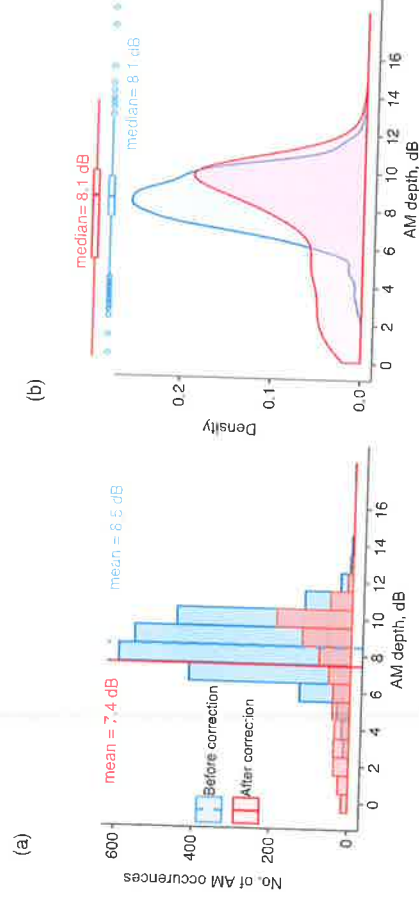 (a)
mean = 7.4 dB
mean = 8.5 dB
600
400
200
0
No. of AM occurences
Before correction
After correction
0 2 4 6 8 10 12 14 16
AM depth, dB
(b)
median= 8,1 dB
median= 8 1 dB
0.2
0.1
0.0
Density
0 2 4 6 8 10 12 14 16
AM depth, dB